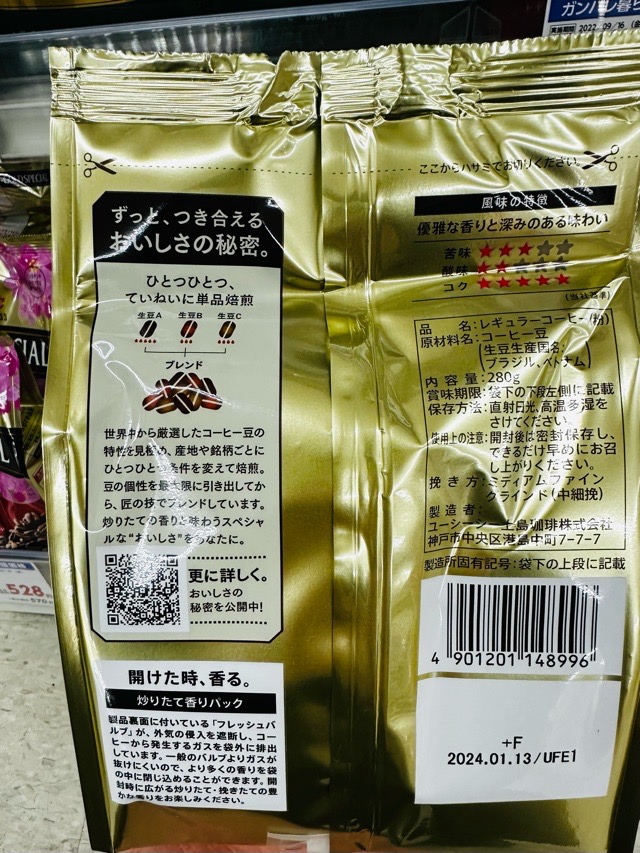 ガンバレ暮ら
2022.09/16
ここからハサミでお切りください。
ずっと、つき合える
おいしさの秘密。
ひとつひとつ、
ていねいに単品焙煎
生豆A 生豆B 生豆C
ブレンド
世界中から厳選したコーヒー豆の
特性を見極め、産地や銘柄ごとに
ひとつひとつ条件を変えて焙煎。
豆の個性を最大限に引き出してか
ら、匠の技でブレンドしています。
炒りたての香りと味わうスペシャル
な“おいしさ”をあなたに。
更に詳しく。
おいしさの
秘密を公開中!
開けた時、香る。
炒りたて香りパック
製品裏面に付いている「フレッシュバ
ルブ」が、外気の侵入を遮断し、コー
ヒーから発生するガスを袋外に排出
しています。一般のバルブよりガスが
抜けにくいので、より多くの香りを袋
の中に閉じ込めることができます。開
封時に広がる炒りたて・挽きたての豊
かな香りをお楽しみください。
風味の特徴
優雅な香りと深みのある味わい
苦味 ★★★★★
酸味 ★★★★★
コク ★★★★★
(当社基準)
品名:レギュラーコーヒー(粉)
原材料名:コーヒー豆
(生豆生産国名:
ブラジル、ベトナム)
内容量:280g
賞味期限:袋下の下段左側に記載
保存方法:直射日光、高温多湿を
さけてください。
使用上の注意:開封後は密封保存し、
できるだけ早めにお召
し上がりください。
挽き方:ミディアムファイン
グラインド(中細挽)
製造者:
ユーシーシー上島珈琲株式会社
神戸市中央区港島中町7-7-7
製造所固有記号:袋下の上段に記載
4 901201 148996
+F
2024.01.13/UFE1
SPECIAL
CIAL
528
570